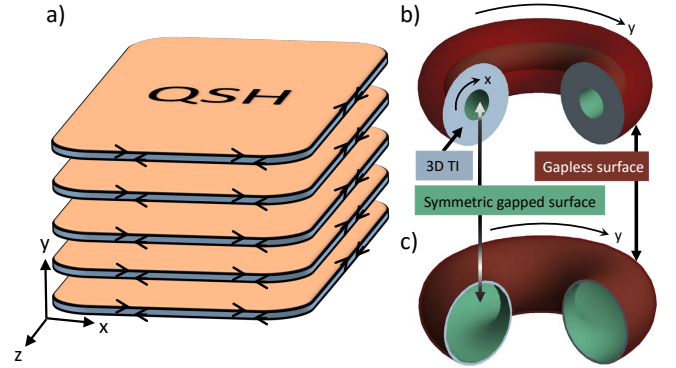 a)
QSH
y
x
z
b)
y
x
3D TI
Gapless surface
Symmetric gapped surface
c)
y